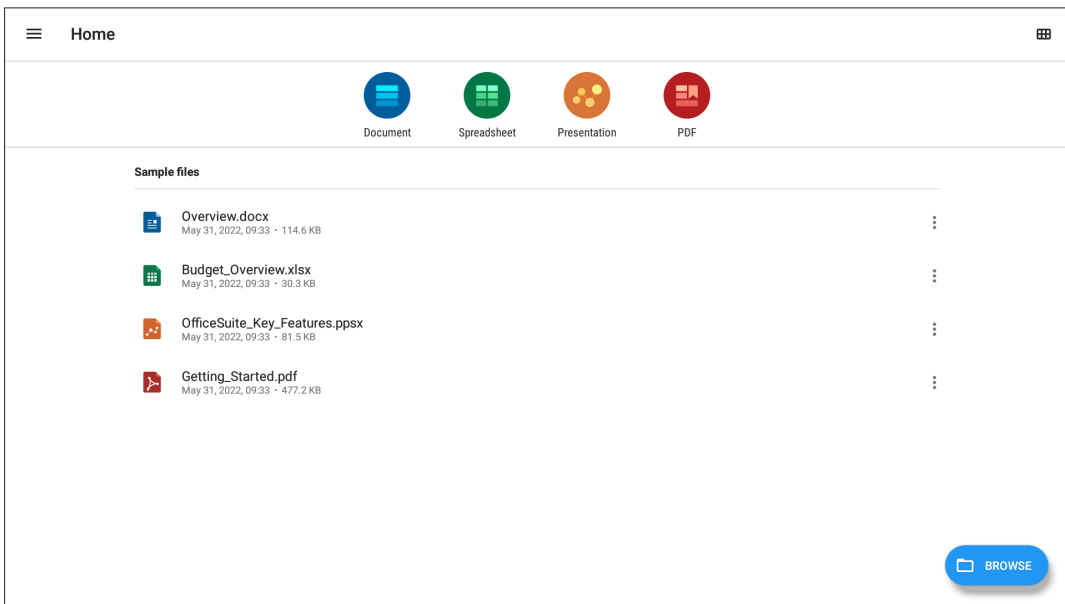 Home
Document
Spreadsheet
Presentation
PDF
Sample files
Overview.docx
May 31, 2022, 09:33 • 114.6 KB
Budget_Overview.xlsx
May 31, 2022, 09:33 • 30.3 KB
OfficeSuite_Key_Features.ppsx
May 31, 2022, 09:33 • 81.5 KB
Getting_Started.pdf
May 31, 2022, 09:33 • 477.2 KB
BROWSE